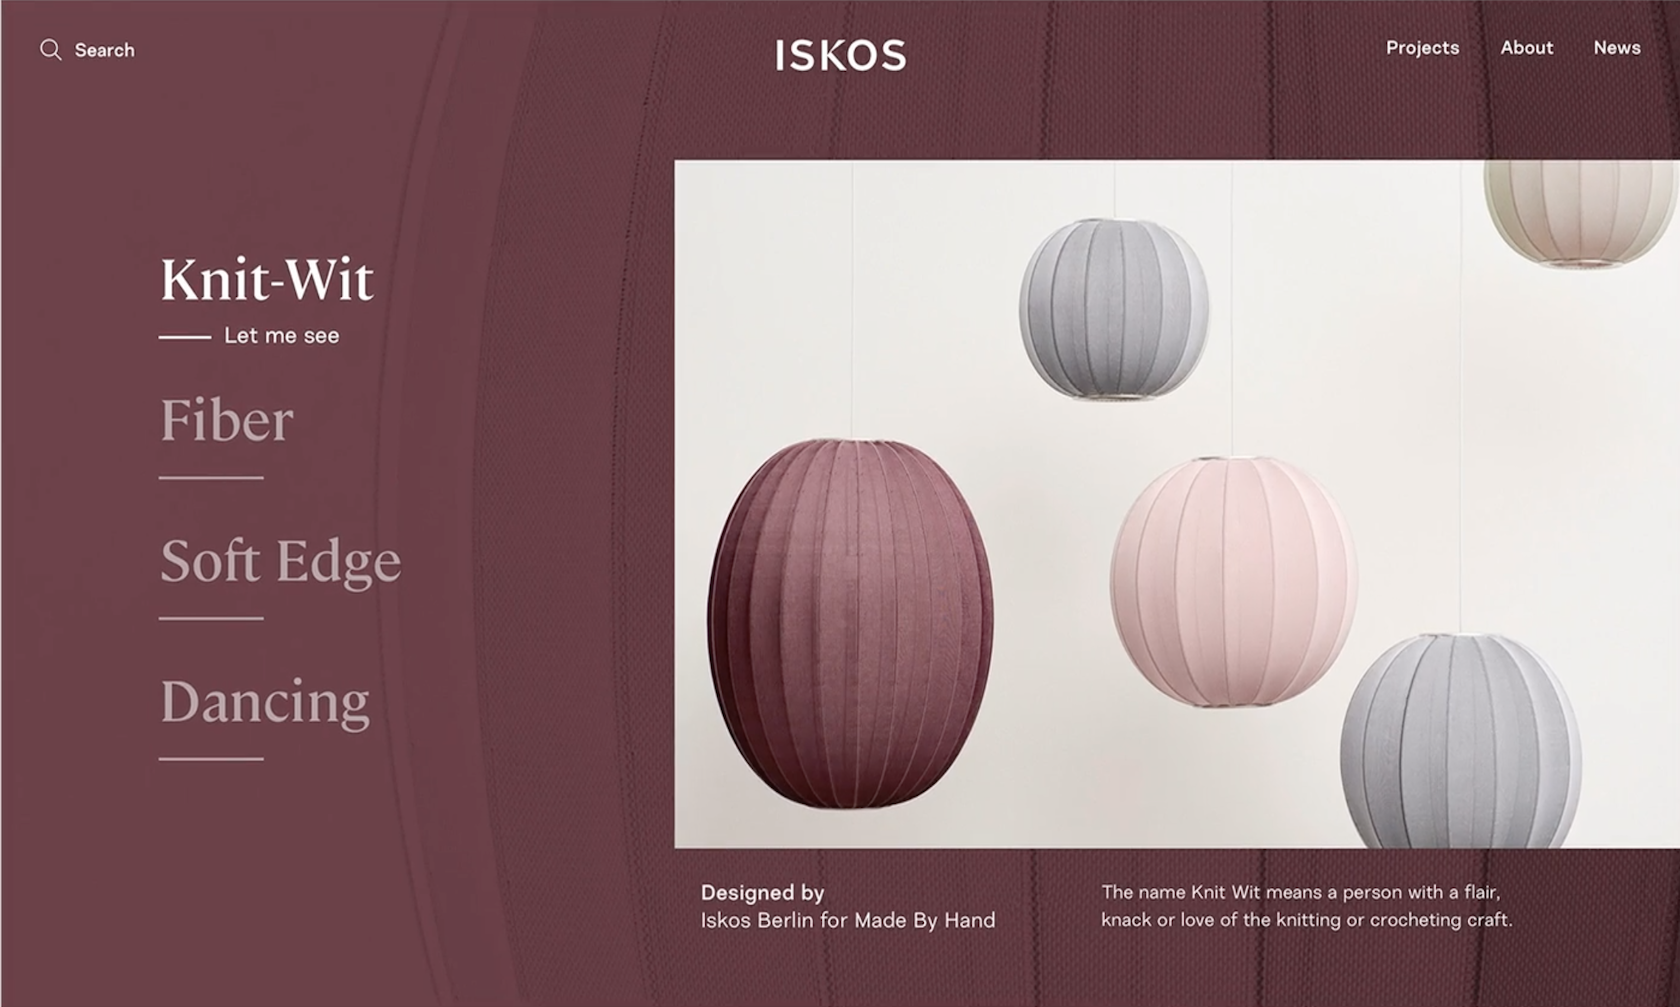 Search
ISKOS
Projects
About
News
Knit-Wit
Let me see
Fiber
Soft Edge
Dancing
Designed by
Iskos Berlin for Made By Hand
The name Knit Wit means a person with a flair,
knack or love of the knitting or crocheting craft.